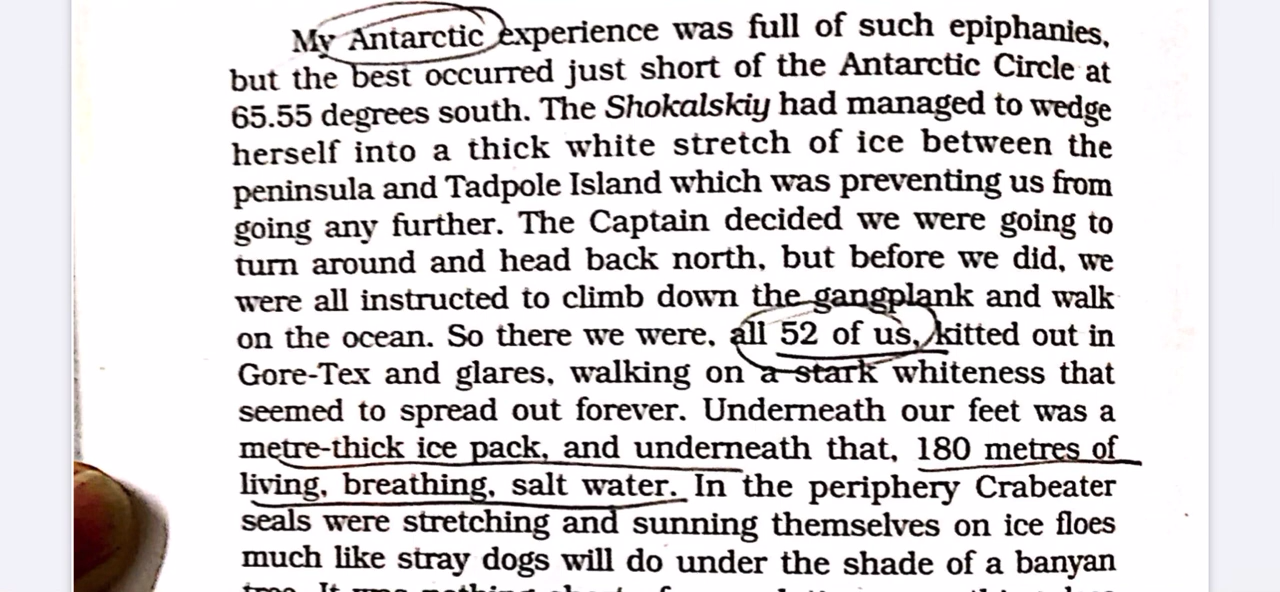 My Antarctic experience was full of such epiphanies,
but the best occurred just short of the Antarctic Circle at
65.55 degrees south. The Shokalskiy had managed to wedge
herself into a thick white stretch of ice between the
peninsula and Tadpole Island which was preventing us from
going any further. The Captain decided we were going to
turn around and head back north, but before we did, we
were all instructed to climb down the gangplank and walk
on the ocean. So there we were, all 52 of us, kitted out in
Gore-Tex and glares, walking on a stark whiteness that
seemed to spread out forever. Underneath our feet was a
metre-thick ice pack, and underneath that, 180 metres of
living, breathing, salt water. In the periphery Crabeater
seals were stretching and sunning themselves on ice floes
much like stray dogs will do under the shade of a banyan